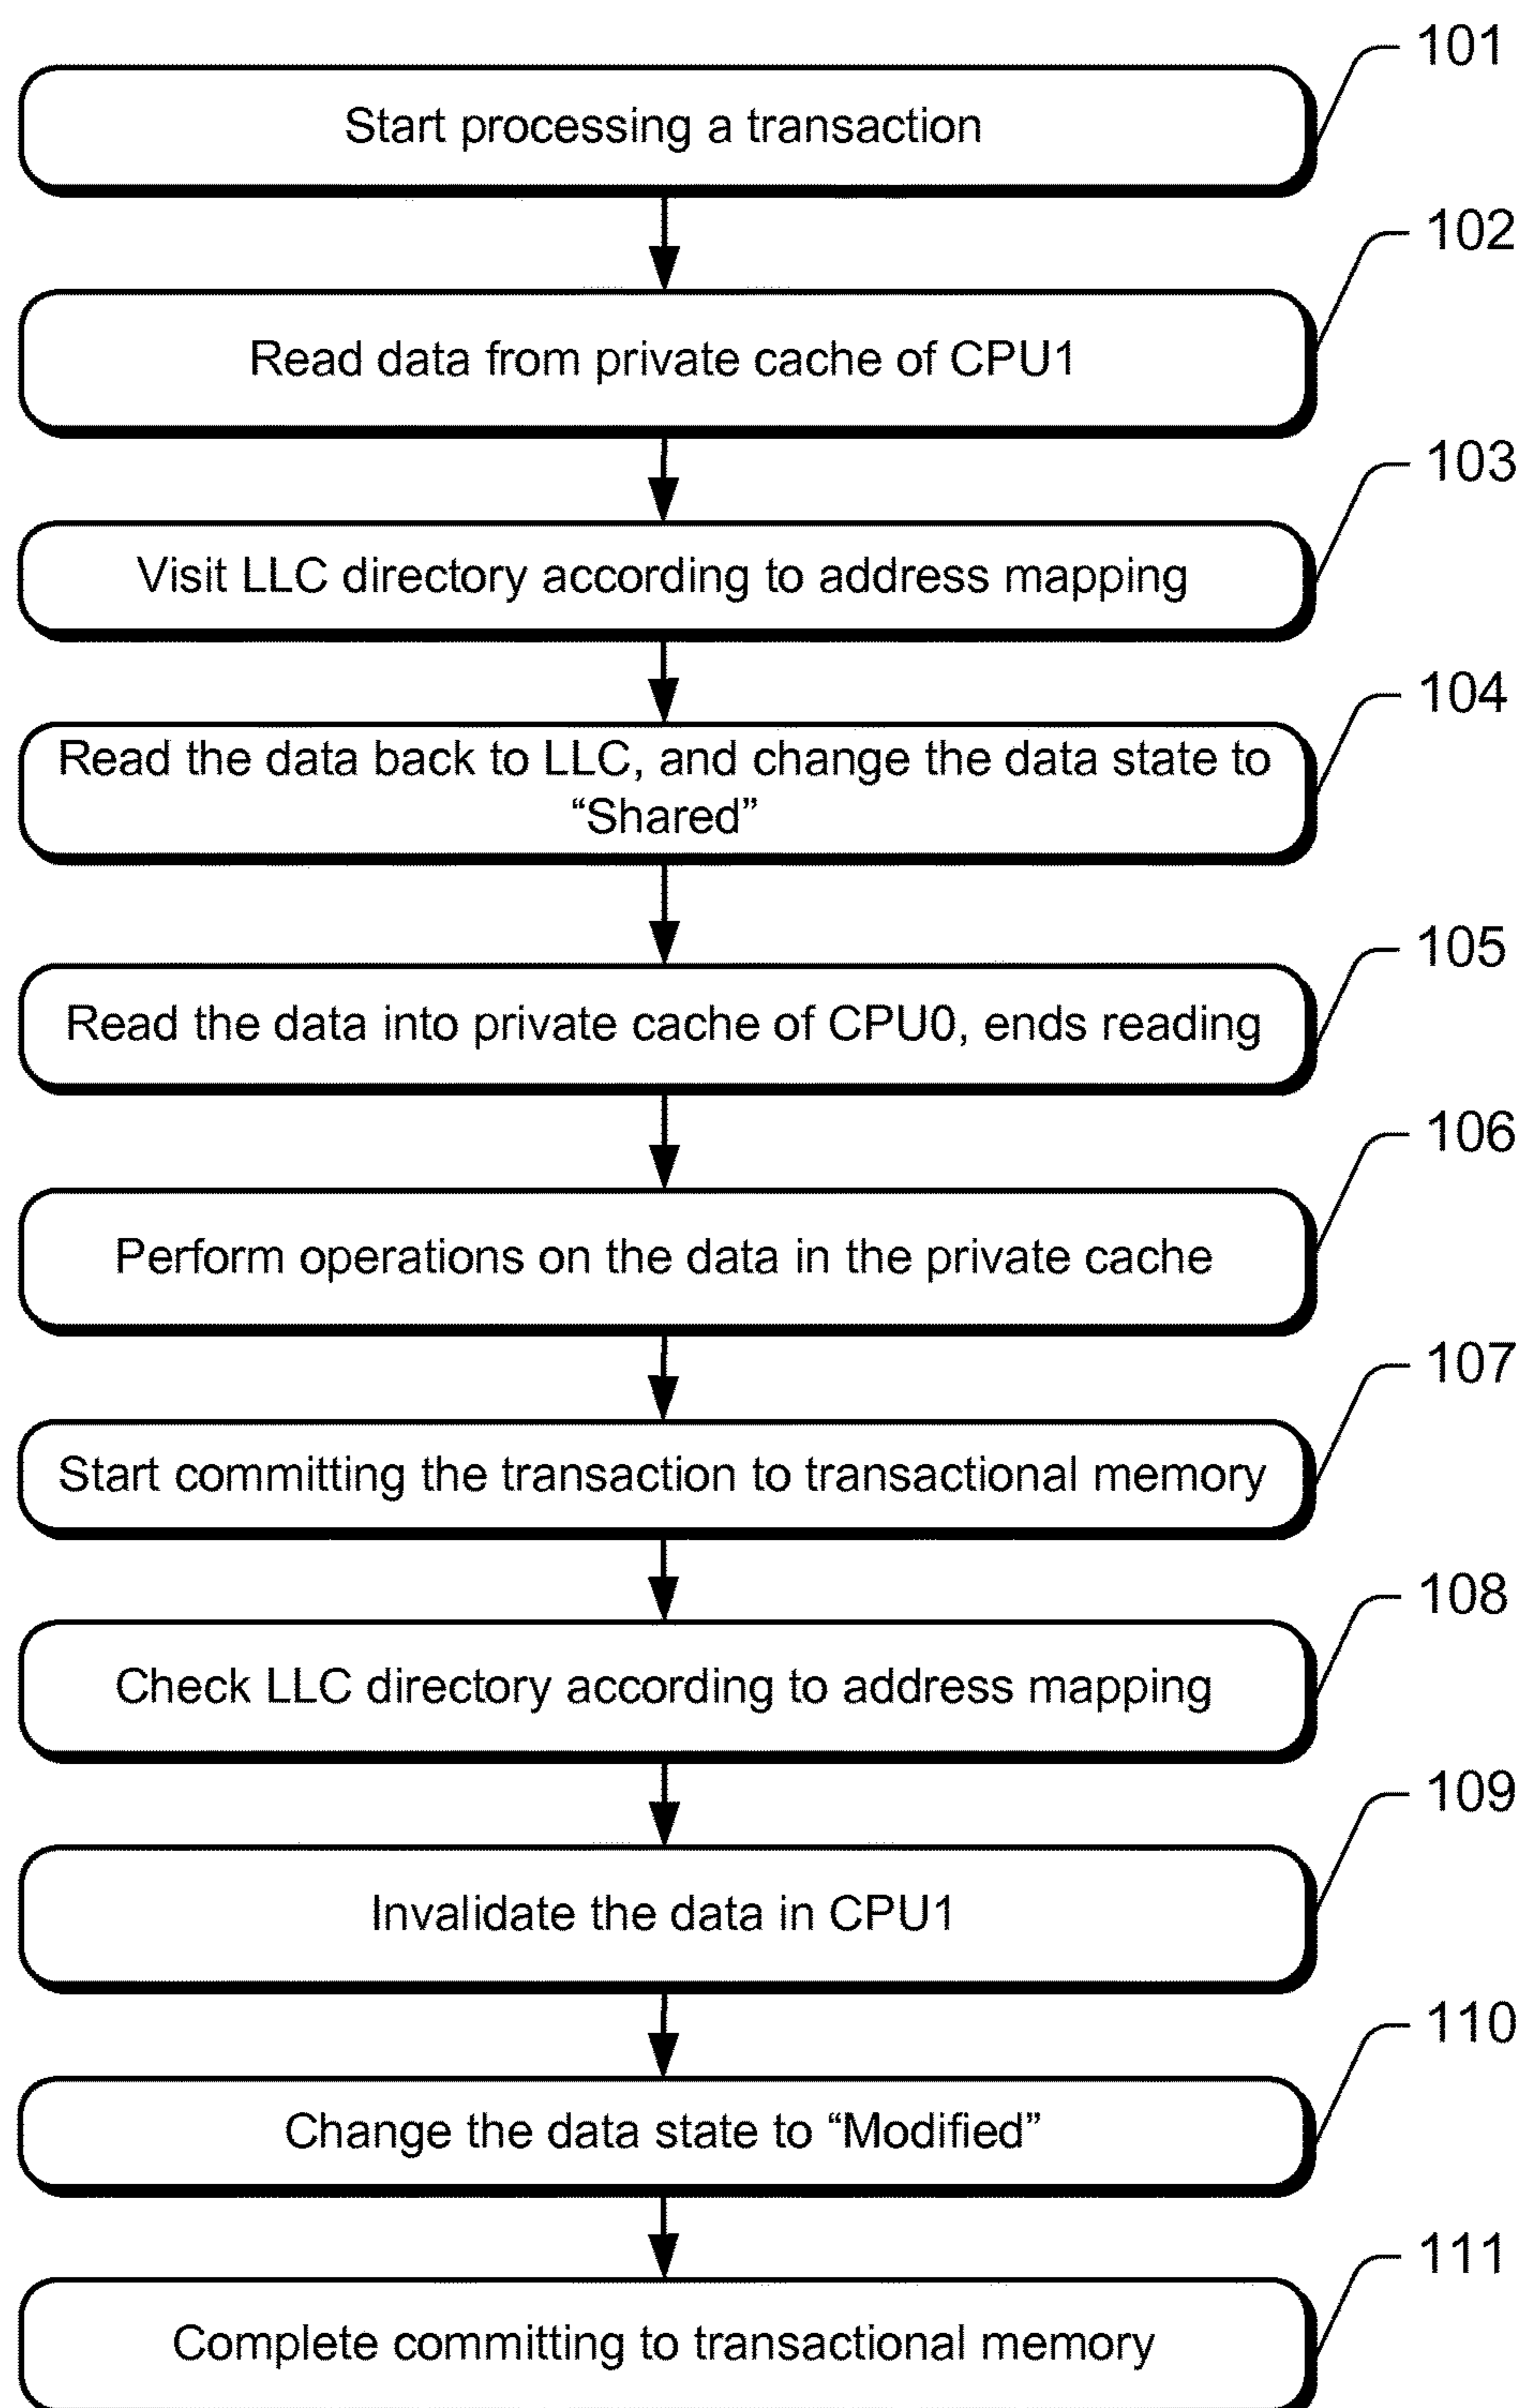 101
Start processing a transaction
102
Read data from private cache of CPU1
103
Visit LLC directory according to address mapping
104
Read the data back to LLC, and change the data state to
“Shared”
105
Read the data into private cache of CPU0, ends reading
106
Perform operations on the data in the private cache
107
Start committing the transaction to transactional memory
108
Check LLC directory according to address mapping
109
Invalidate the data in CPU1
110
Change the data state to “Modified”
111
Complete committing to transactional memory